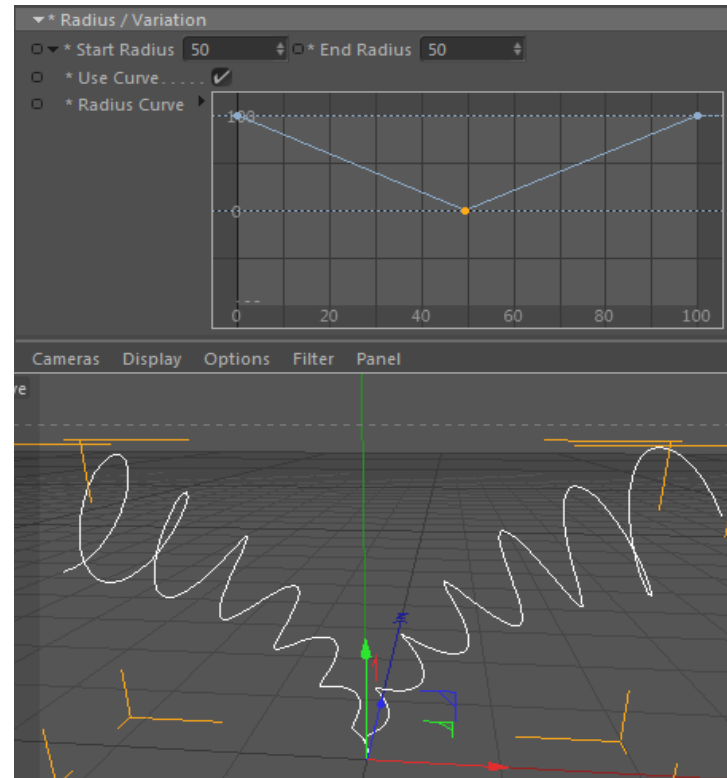 * Radius / Variation
* Start Radius 50 * End Radius 50
* Use Curve.....
* Radius Curve
100
0
0 20 40 60 80 100
Cameras Display Options Filter Panel